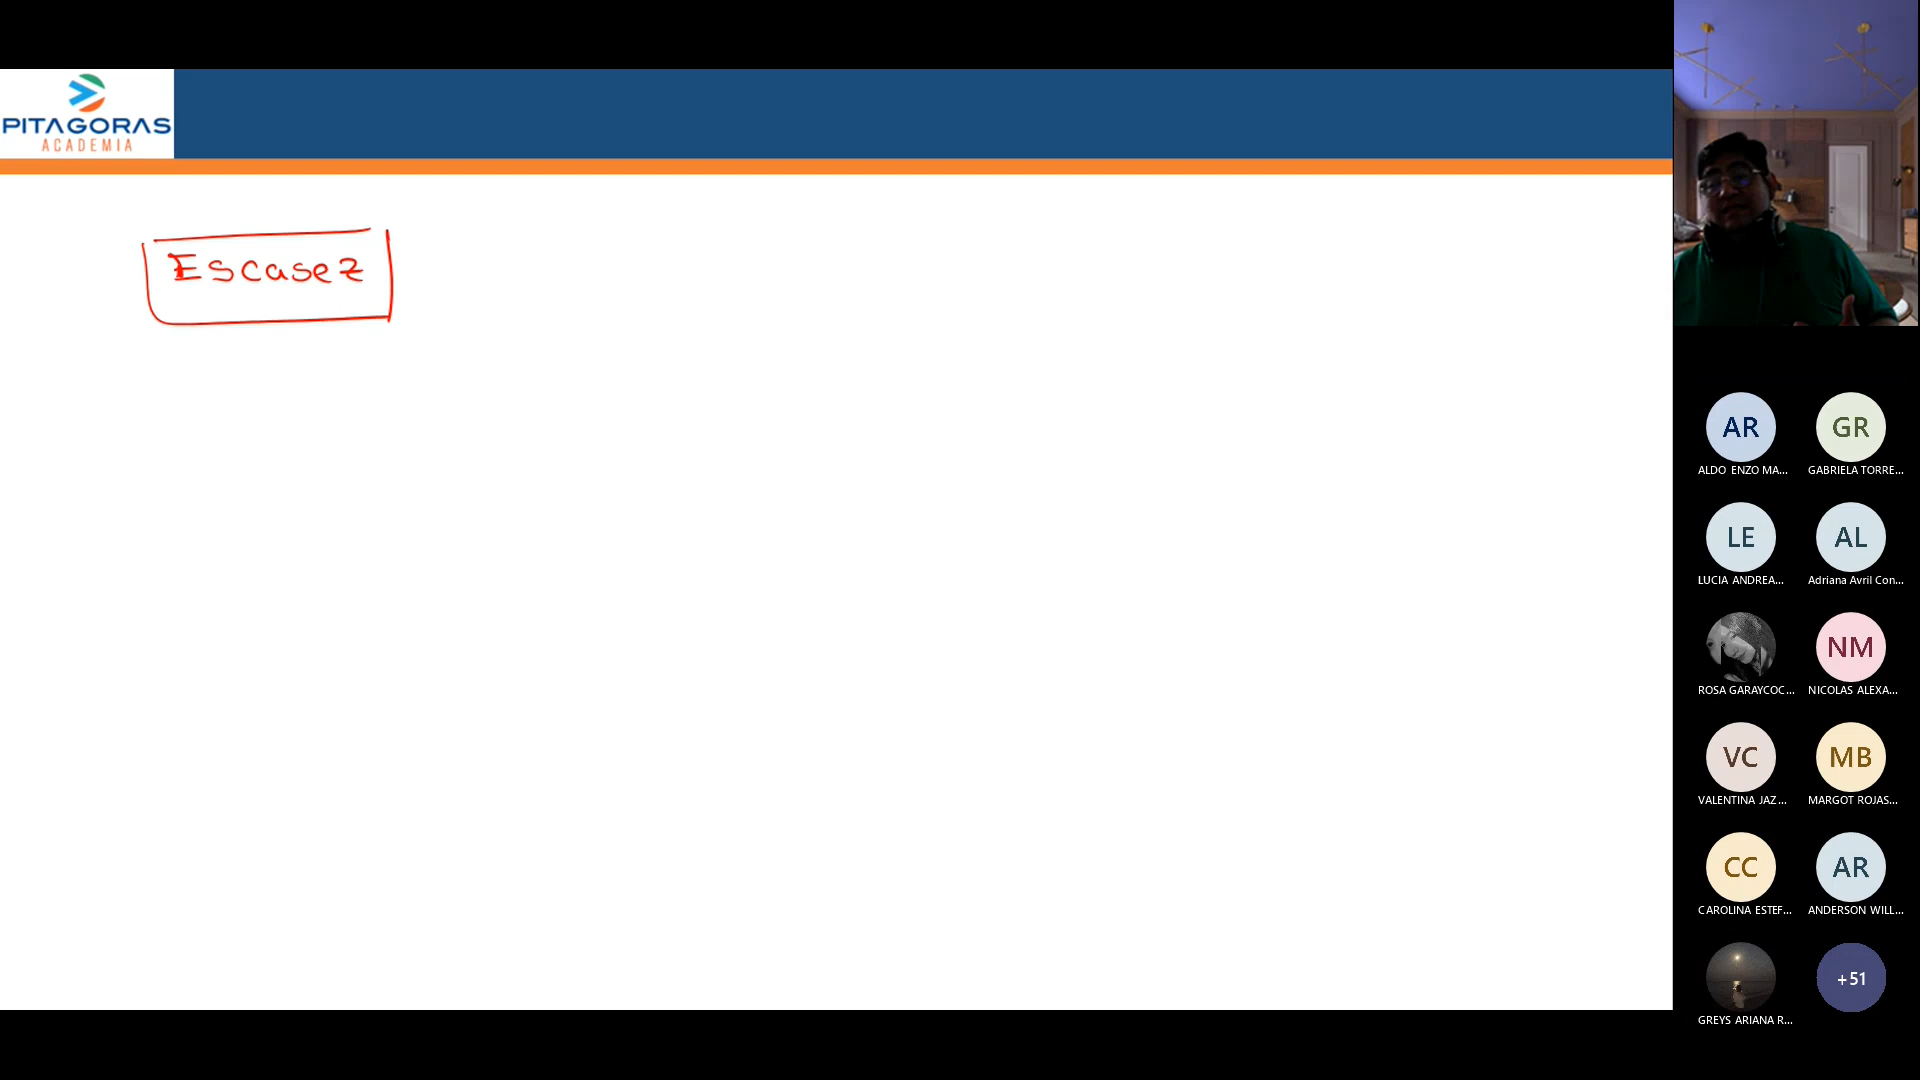 PITAGORAS
ACADEMIA
Escasez
AR
GR
ALDO ENZO MA...
GABRIELA TORRE...
LE
AL
LUCIA ANDREA...
Adriana Avril Con...
NM
ROSA GARAYCOC...
NICOLAS ALEXA...
VC
MB
VALENTINA JAZ...
MARGOT ROJAS...
CC
AR
CAROLINA ESTEF...
ANDERSON WILL...
+51
GREYS ARIANA R...